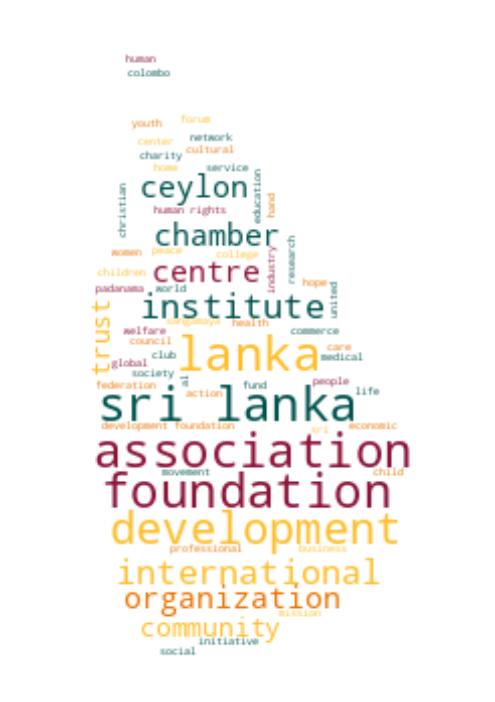 human
colombo
youth
forum
network
center
cultural
charity
home
service
christian
ceylon
education
hand
human rights
chamber
women
peace
college
industry
research
centre
children
hope
padanama
world
united
institute
trust
sangamaya
health
welfare
commerce
council
lanka
care
club
medical
global
society
al
federation
action
fund
people
life
sri lanka
development foundation
sri
economic
association
movement
child
foundation
development
professional
business
international
organization
mission
community
initiative
social